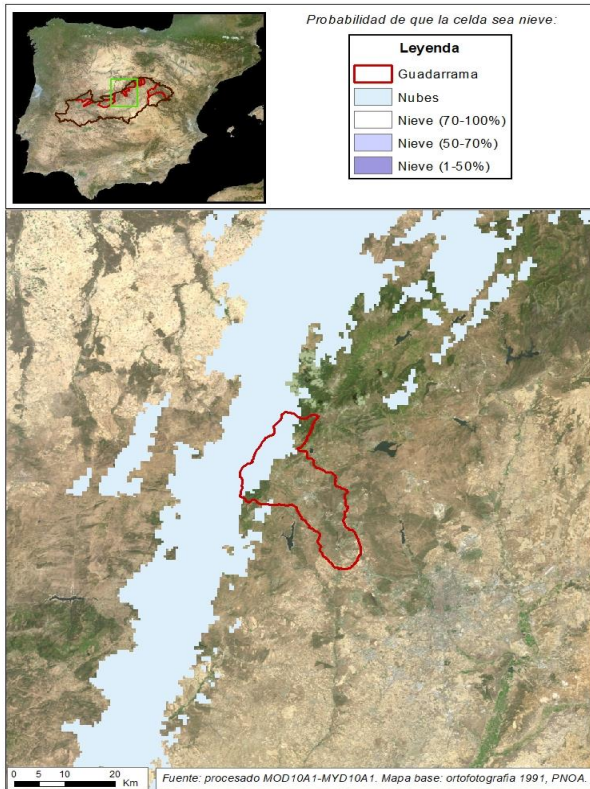 Probabilidad de que la celda sea nieve:
Leyenda
Guadarrama
Nubes
Nieve (70-100%)
Nieve (50-70%)
Nieve (1-50%)
0 5 10 20
Km
Fuente: procesado MOD10A1-MYD10A1. Mapa base: ortofotografia 1991, PNOA.